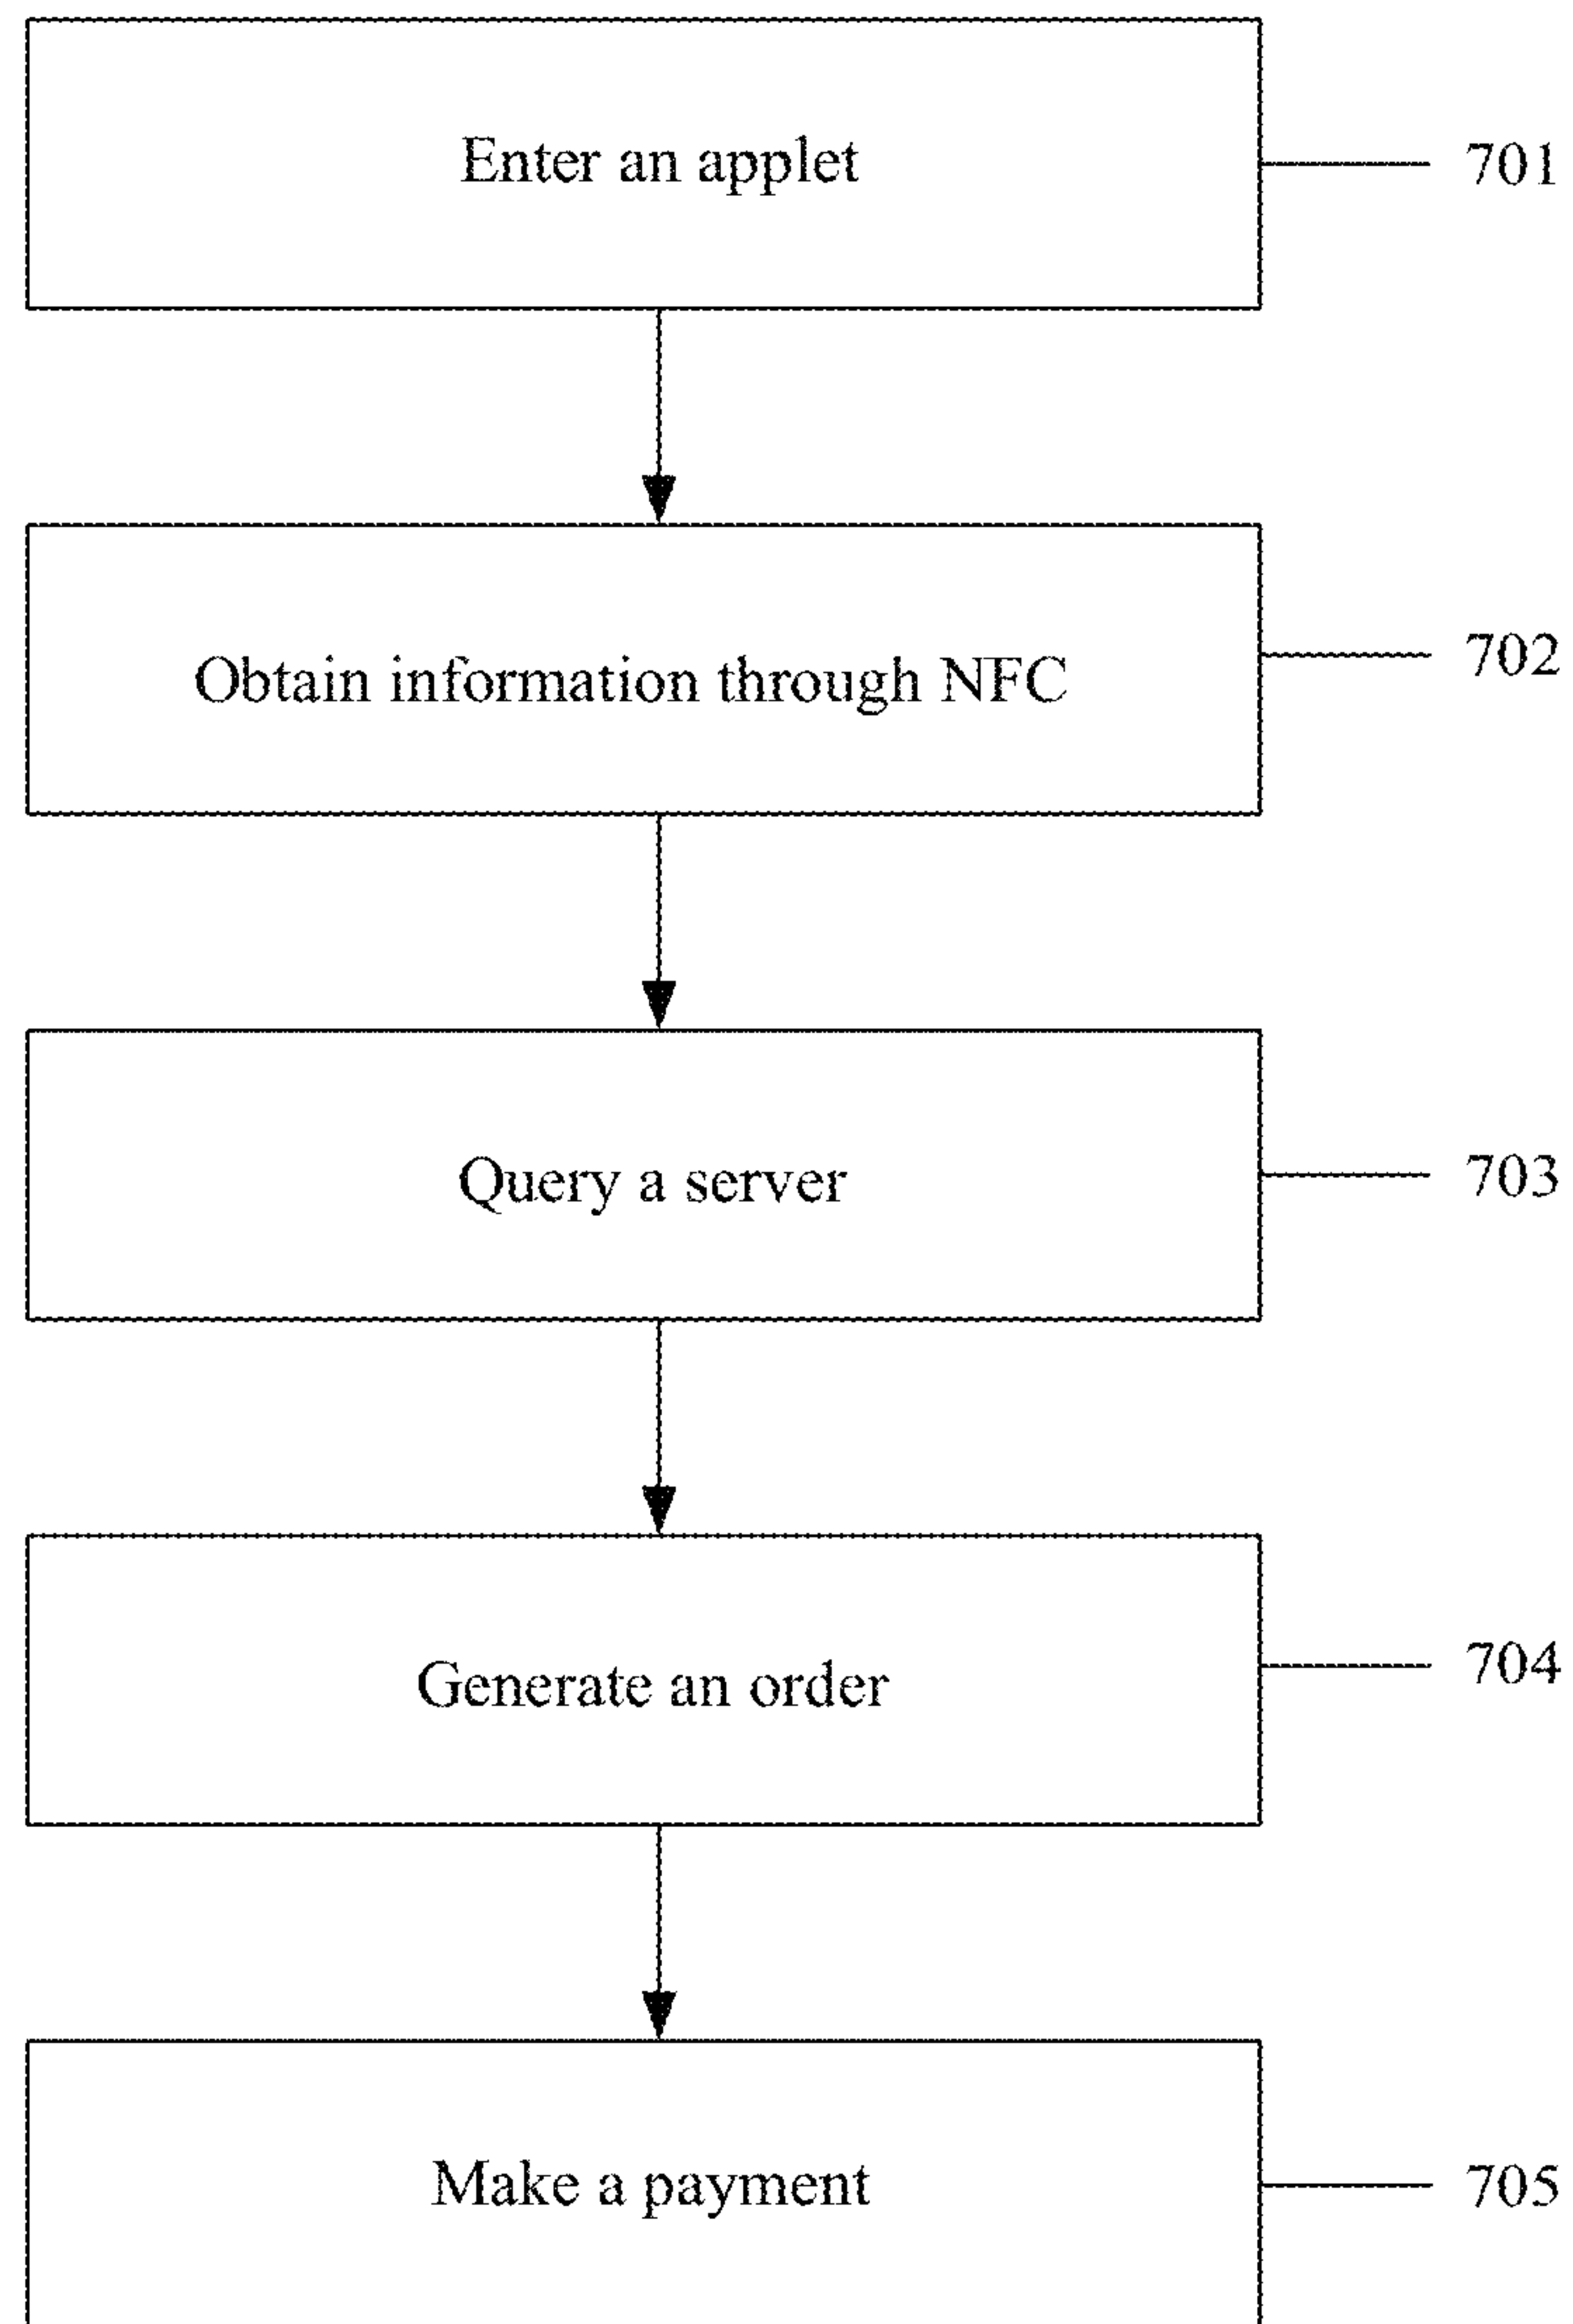 Enter an applet
701
Obtain information through NFC
702
Query a server
703
Generate an order
704
Make a payment
705